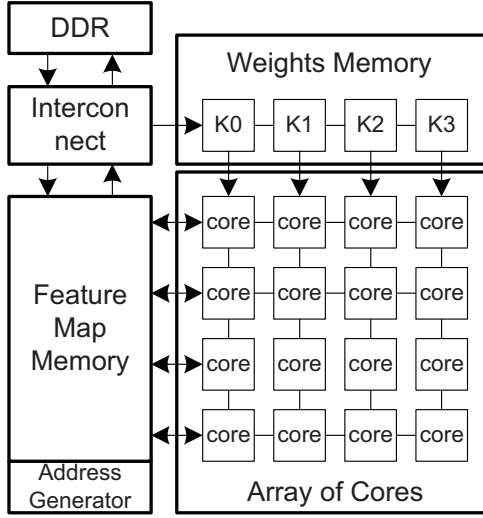 DDR
Weights Memory
Intercon
nect
K0 K1 K2 K3
core core core core
core core core core
core core core core
core core core core
Feature
Map
Memory
Address
Generator
Array of Cores